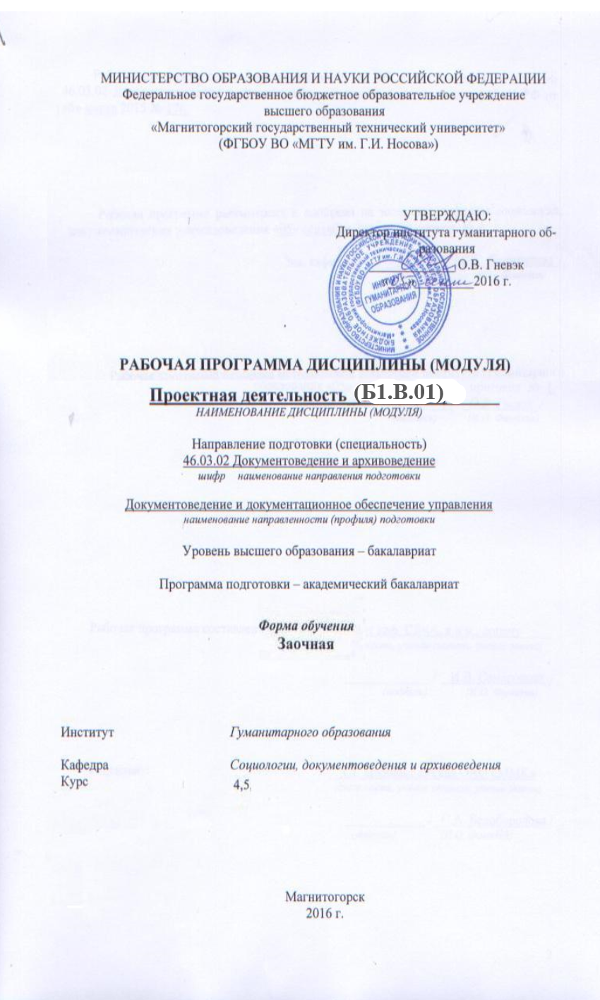 МИНИСТЕРСТВО ОБРАЗОВАНИЯ И НАУКИ РОССИЙСКОЙ ФЕДЕРАЦИИ
Федеральное государственное бюджетное образовательное учреждение
высшего образования
«Магнитогорский государственный технический университет»
(ФГБОУ ВО «МГТУ им. Г.И. Носова»)
УТВЕРЖДАЮ:
Директор института гуманитарного об-
разования
О.В. Гневэк
2016 г.
ИНСТИТУТ
ГУМАНИТАРНОГО
ОБРАЗОВАНИЯ
РАБОЧАЯ ПРОГРАММА ДИСЦИПЛИНЫ (МОДУЛЯ)
Проектная деятельность (Б1.В.01)
НАИМЕНОВАНИЕ ДИСЦИПЛИНЫ (МОДУЛЯ)
Направление подготовки (специальность)
46.03.02 Документоведение и архивоведение
шифр наименование направления подготовки
Документоведение и документационное обеспечение управления
наименование направленности (профиля) подготовки
Уровень высшего образования – бакалавриат
Программа подготовки – академический бакалавриат
Форма обучения
Заочная
Институт Гуманитарного образования
Кафедра Социологии, документоведения и архивоведения
Курс 4,5
Магнитогорск
2016 г.